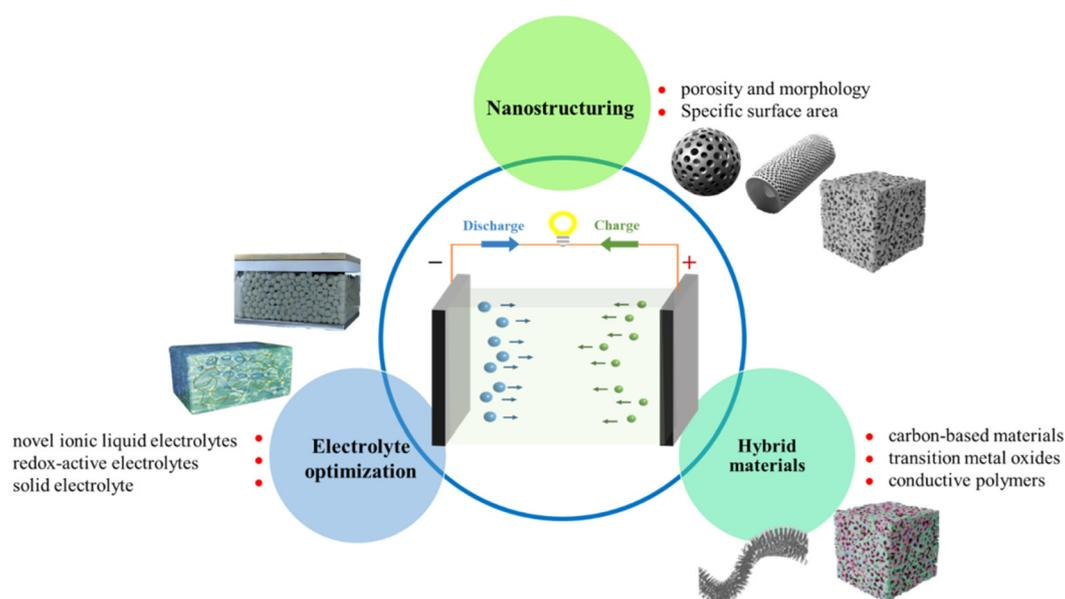 Nanostructuring
porosity and morphology
Specific surface area
Discharge
Charge
−
+
novel ionic liquid electrolytes
redox-active electrolytes
solid electrolyte
Electrolyte
optimization
Hybrid
materials
carbon-based materials
transition metal oxides
conductive polymers